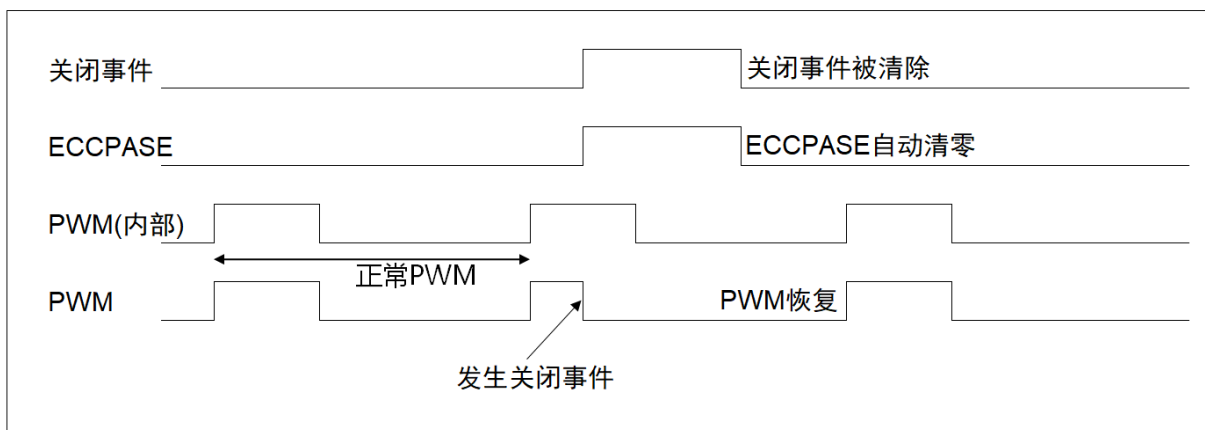 关闭事件
关闭事件被清除
ECCPASE
ECCPASE自动清零
PWM(内部)
正常PWM
PWM
PWM恢复
发生关闭事件